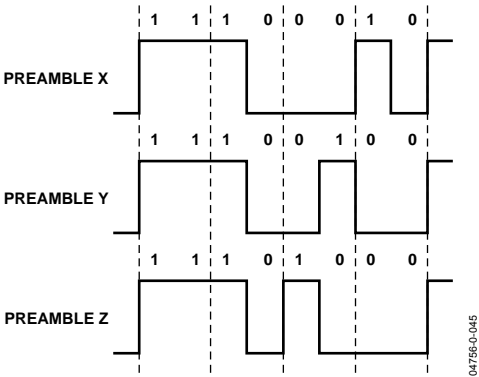 1 1 1 0 0 0 1 0
PREAMBLE X
1 1 1 0 0 1 0 0
PREAMBLE Y
1 1 1 0 1 0 0 0
PREAMBLE Z
04756-0-045